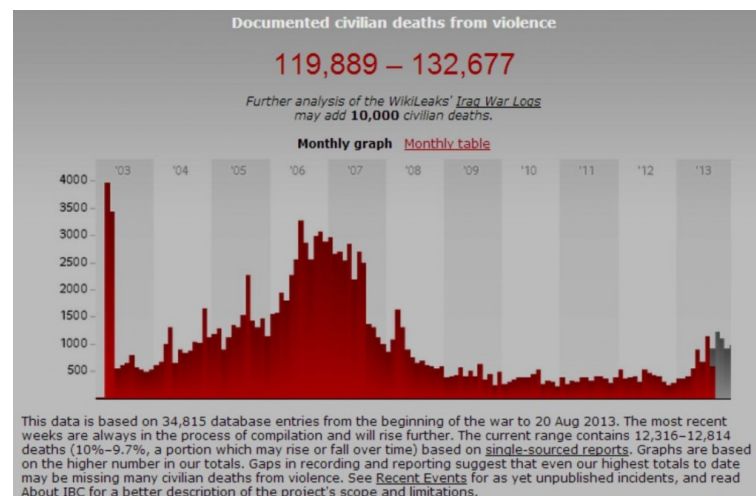 Documented civilian deaths from violence
119,889 – 132,677
Further analysis of the WikiLeaks' Iraq War Logs
may add 10,000 civilian deaths.
Monthly graph Monthly table
'03 '04 '05 '06 '07 '08 '09 '10 '11 '12 '13
4000
3500
3000
2500
2000
1500
1000
500
This data is based on 34,815 database entries from the beginning of the war to 20 Aug 2013. The most recent
weeks are always in the process of compilation and will rise further. The current range contains 12,316–12,814
deaths (10%–9.7%, a portion which may rise or fall over time) based on single-sourced reports. Graphs are based
on the higher number in our totals. Gaps in recording and reporting suggest that even our highest totals to date
may be missing many civilian deaths from violence. See Recent Events for as yet unpublished incidents, and read
About IBC for a better description of the project's scope and limitations.